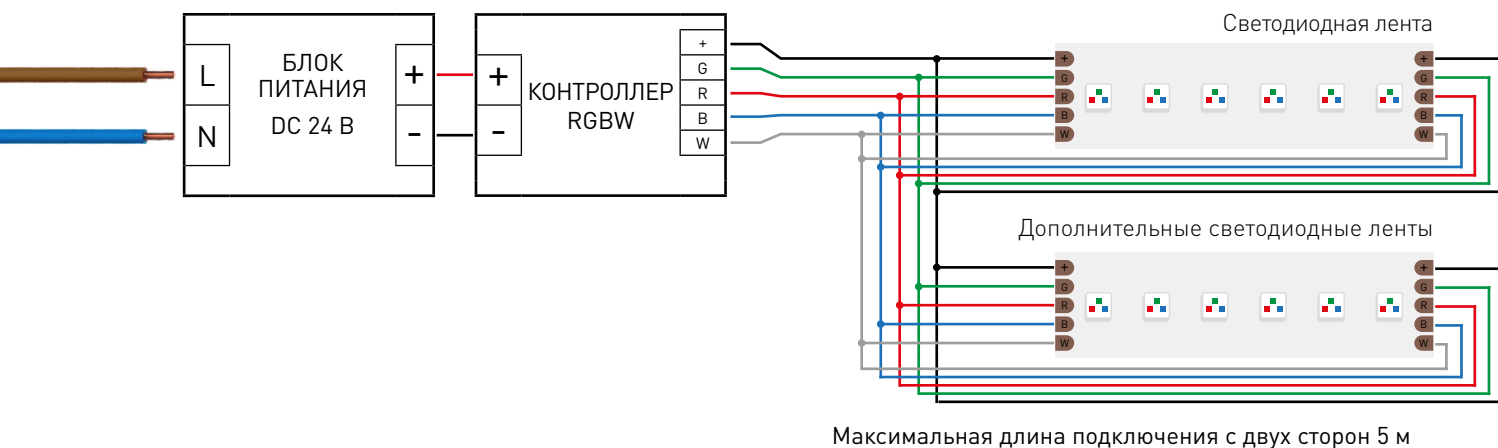 L
N
БЛОК
ПИТАНИЯ
DC 24 В
+
-
+
-
КОНТРОЛЛЕР
RGBW
+
G
R
B
W
Светодиодная лента
+
G
R
B
W
+
G
R
B
W
Дополнительные светодиодные ленты
+
G
R
B
W
+
G
R
B
W
Максимальная длина подключения с двух сторон 5 м